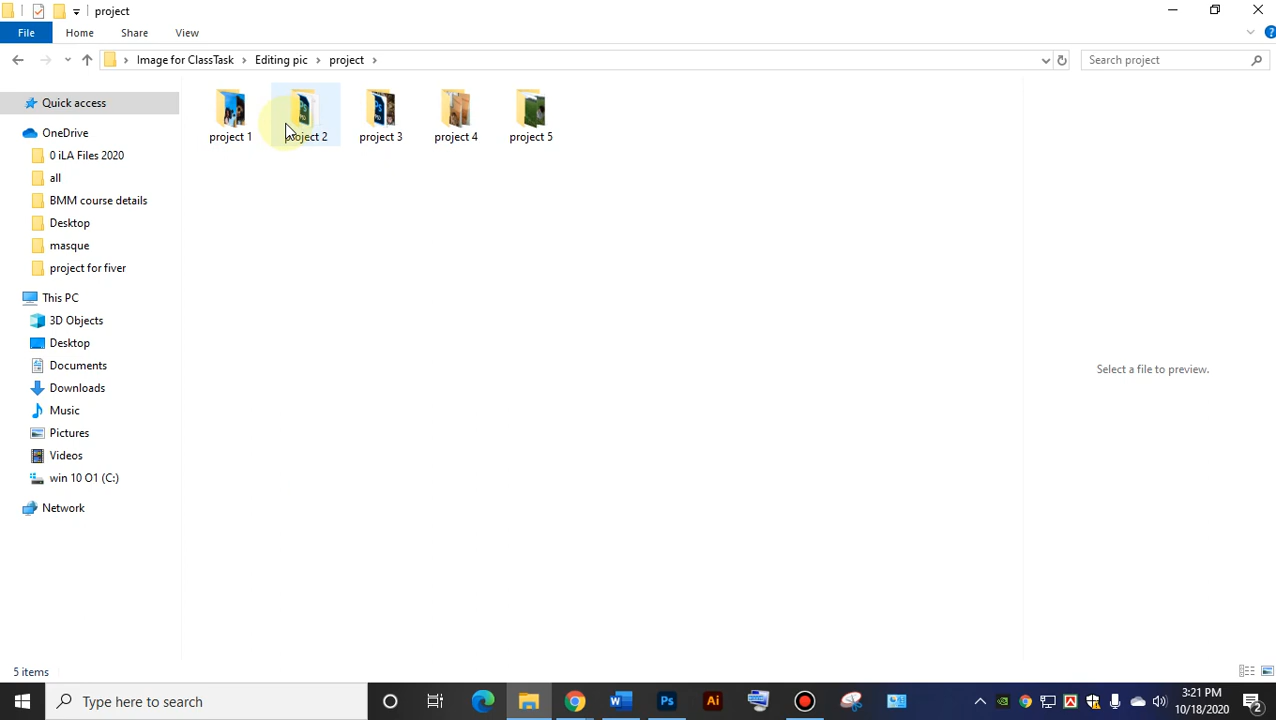 project
File
Home
Share
View
Image for ClassTask
Editing pic
project
Search project
Quick access
OneDrive
0 iLA Files 2020
all
BMM course details
Desktop
masque
project for fiver
This PC
3D Objects
Desktop
Documents
Downloads
Music
Pictures
Videos
win 10 O1 (C:)
Network
project 1
project 2
project 3
project 4
project 5
Select a file to preview.
5 items
Type here to search
3:21 PM
10/18/2020
2